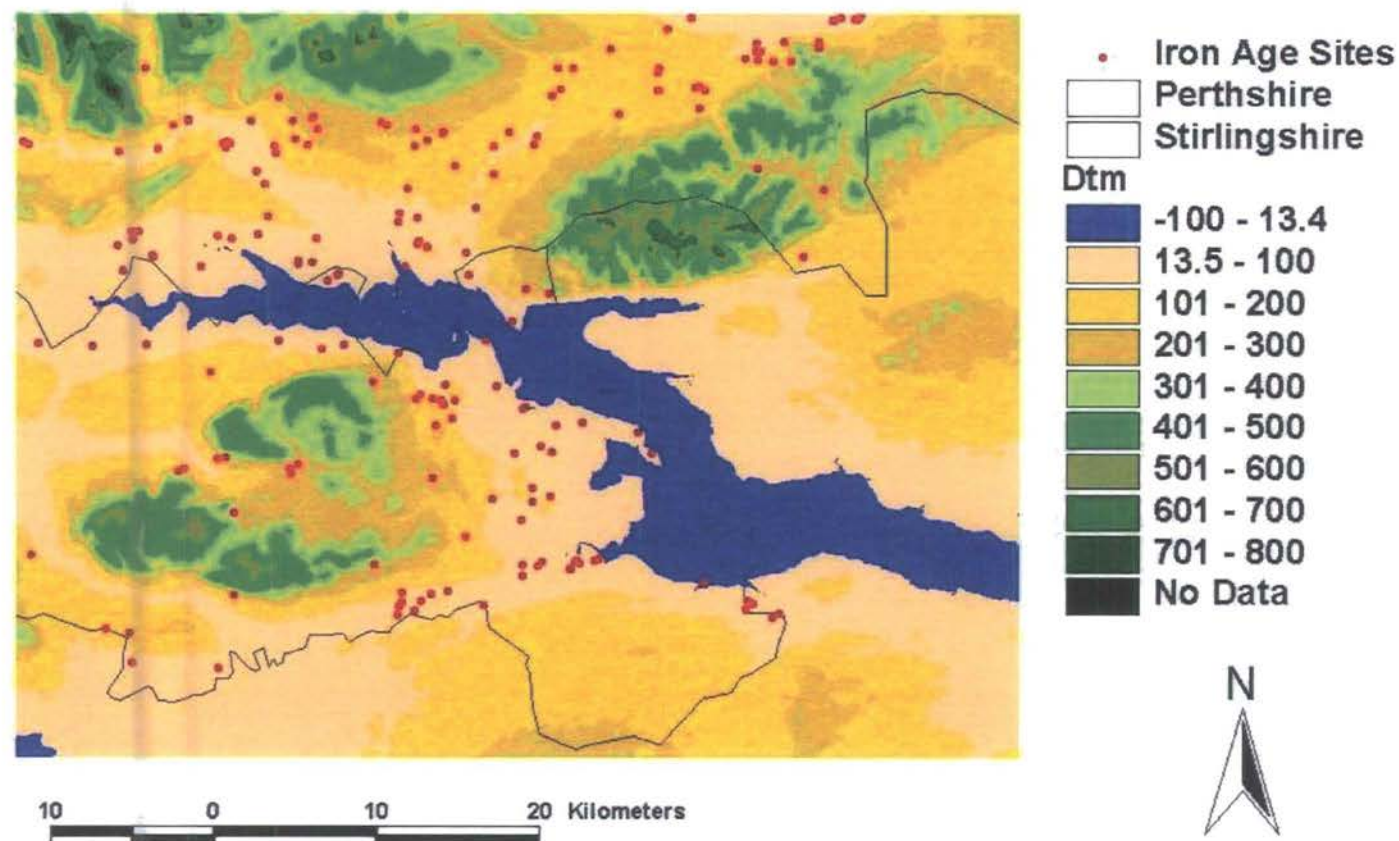 Iron Age Sites
Perthshire
Stirlingshire
Dtm
-100 - 13.4
13.5 - 100
101 - 200
201 - 300
301 - 400
401 - 500
501 - 600
601 - 700
701 - 800
No Data
N
10 0 10 20 Kilometers